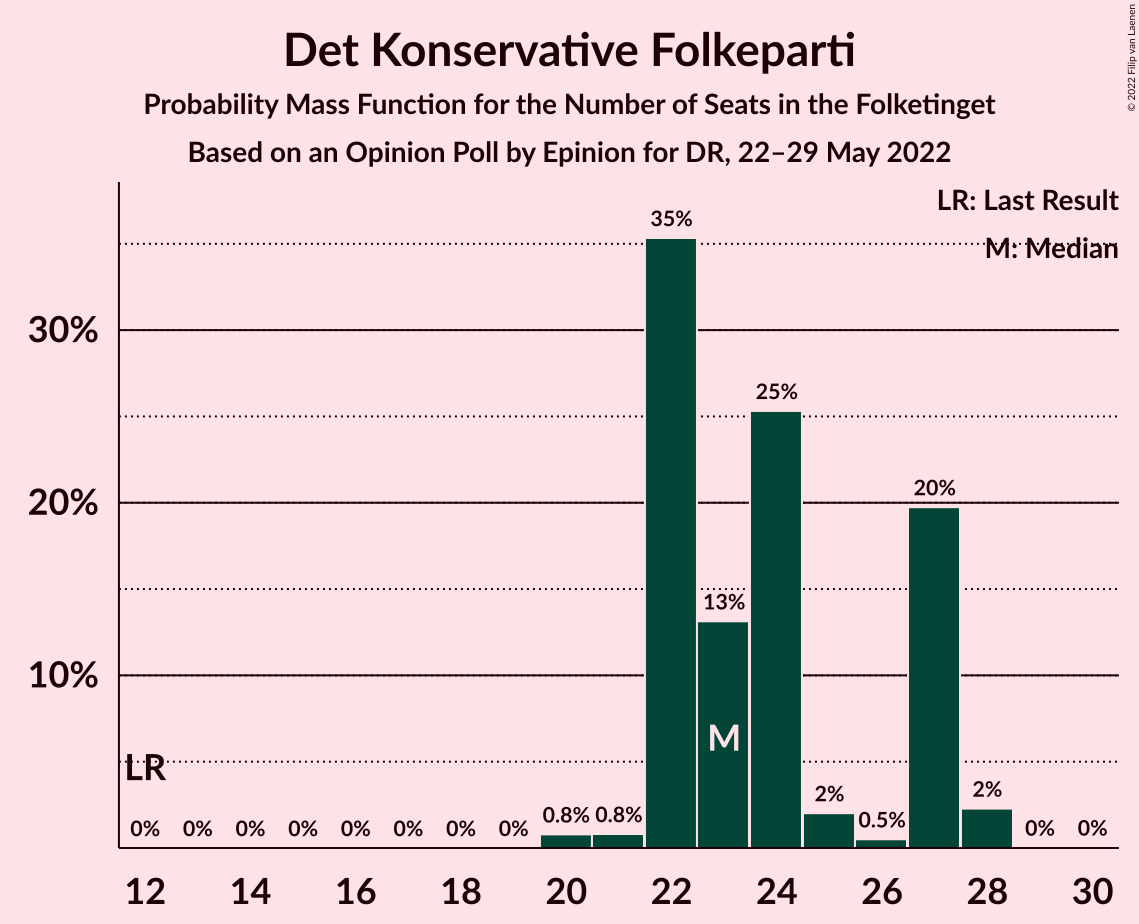 Det Konservative Folkeparti
Probability Mass Function for the Number of Seats in the Folketinget
Based on an Opinion Poll by Epinion for DR, 22–29 May 2022
© 2022 Filip van Laenen
LR: Last Result
M: Median
35%
30%
25%
20%
20%
13%
10%
M
LR
0% 0% 0% 0% 0% 0% 0% 0% 0.8% 0.8% 2% 0.5% 2% 0% 0%
12 14 16 18 20 22 24 26 28 30